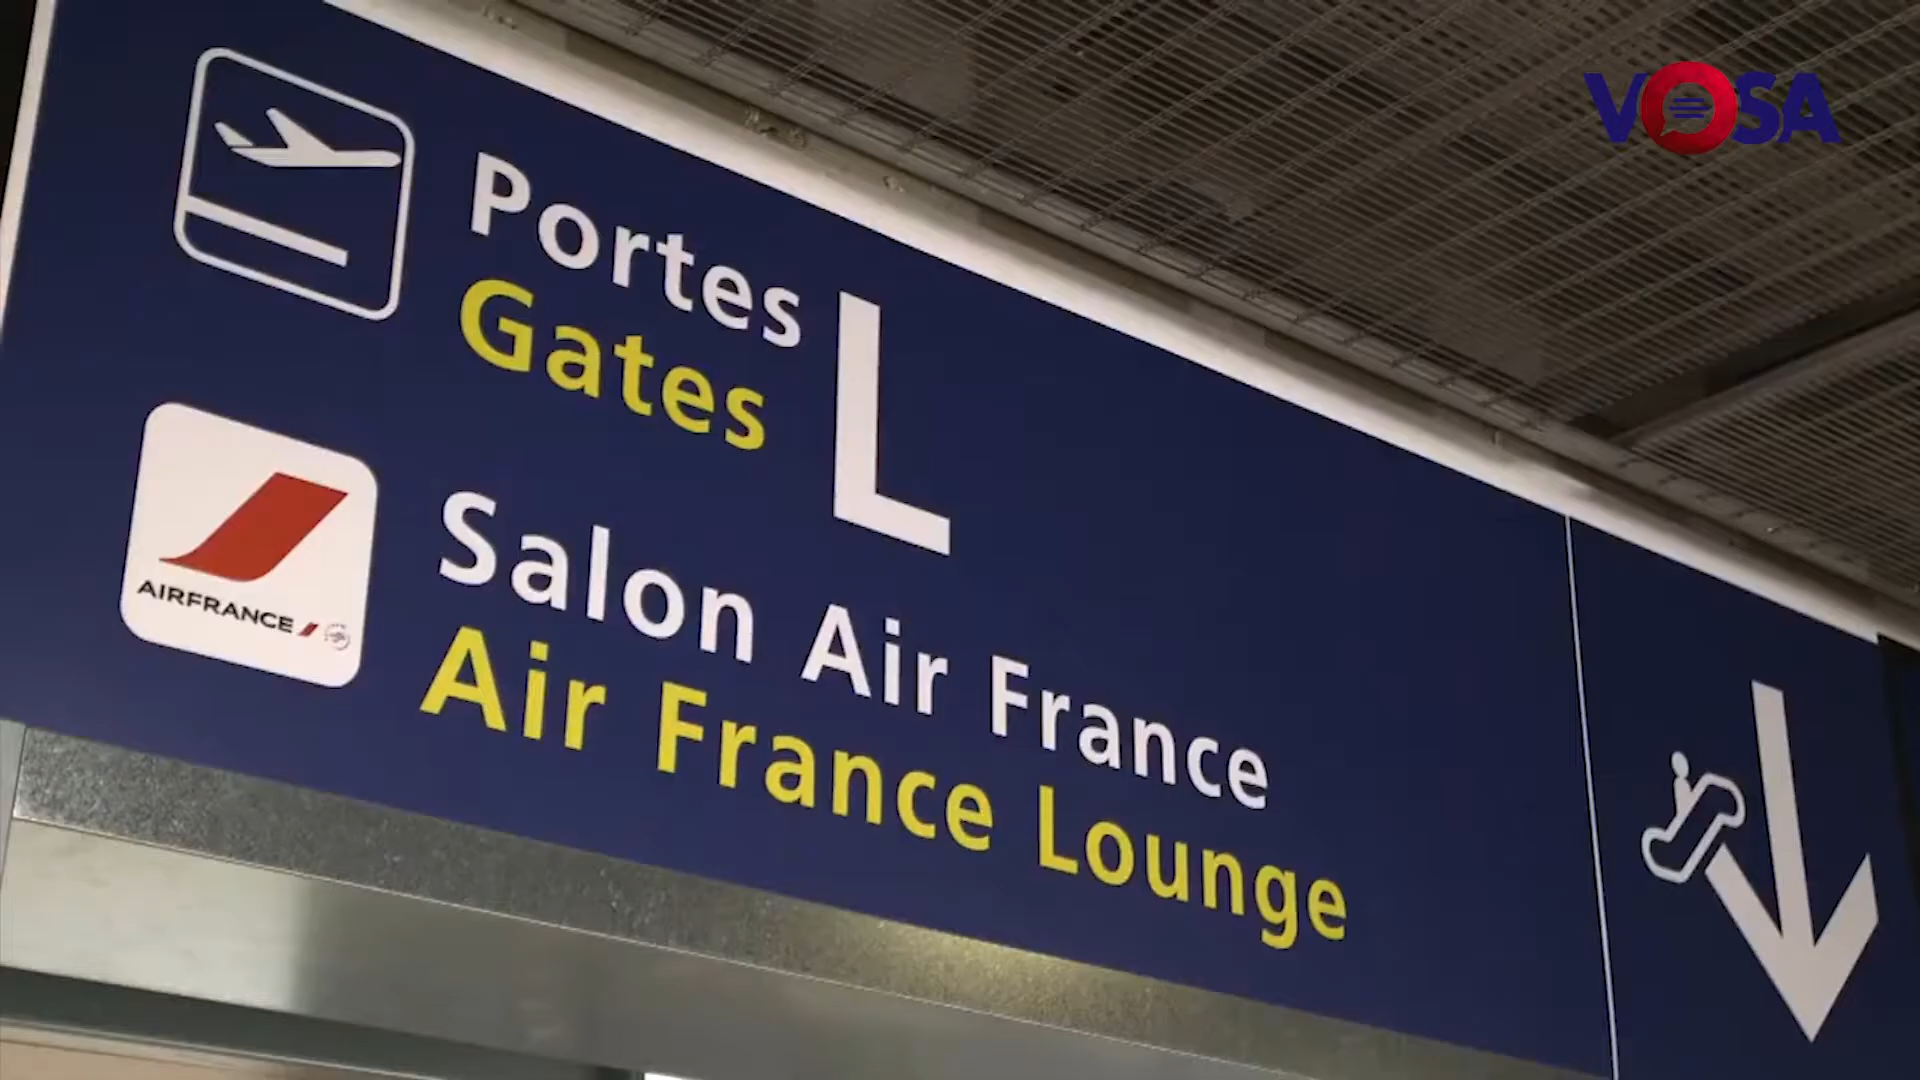 VOSA
Portes
Gates
L
Salon Air France
Air France Lounge
AIRFRANCE